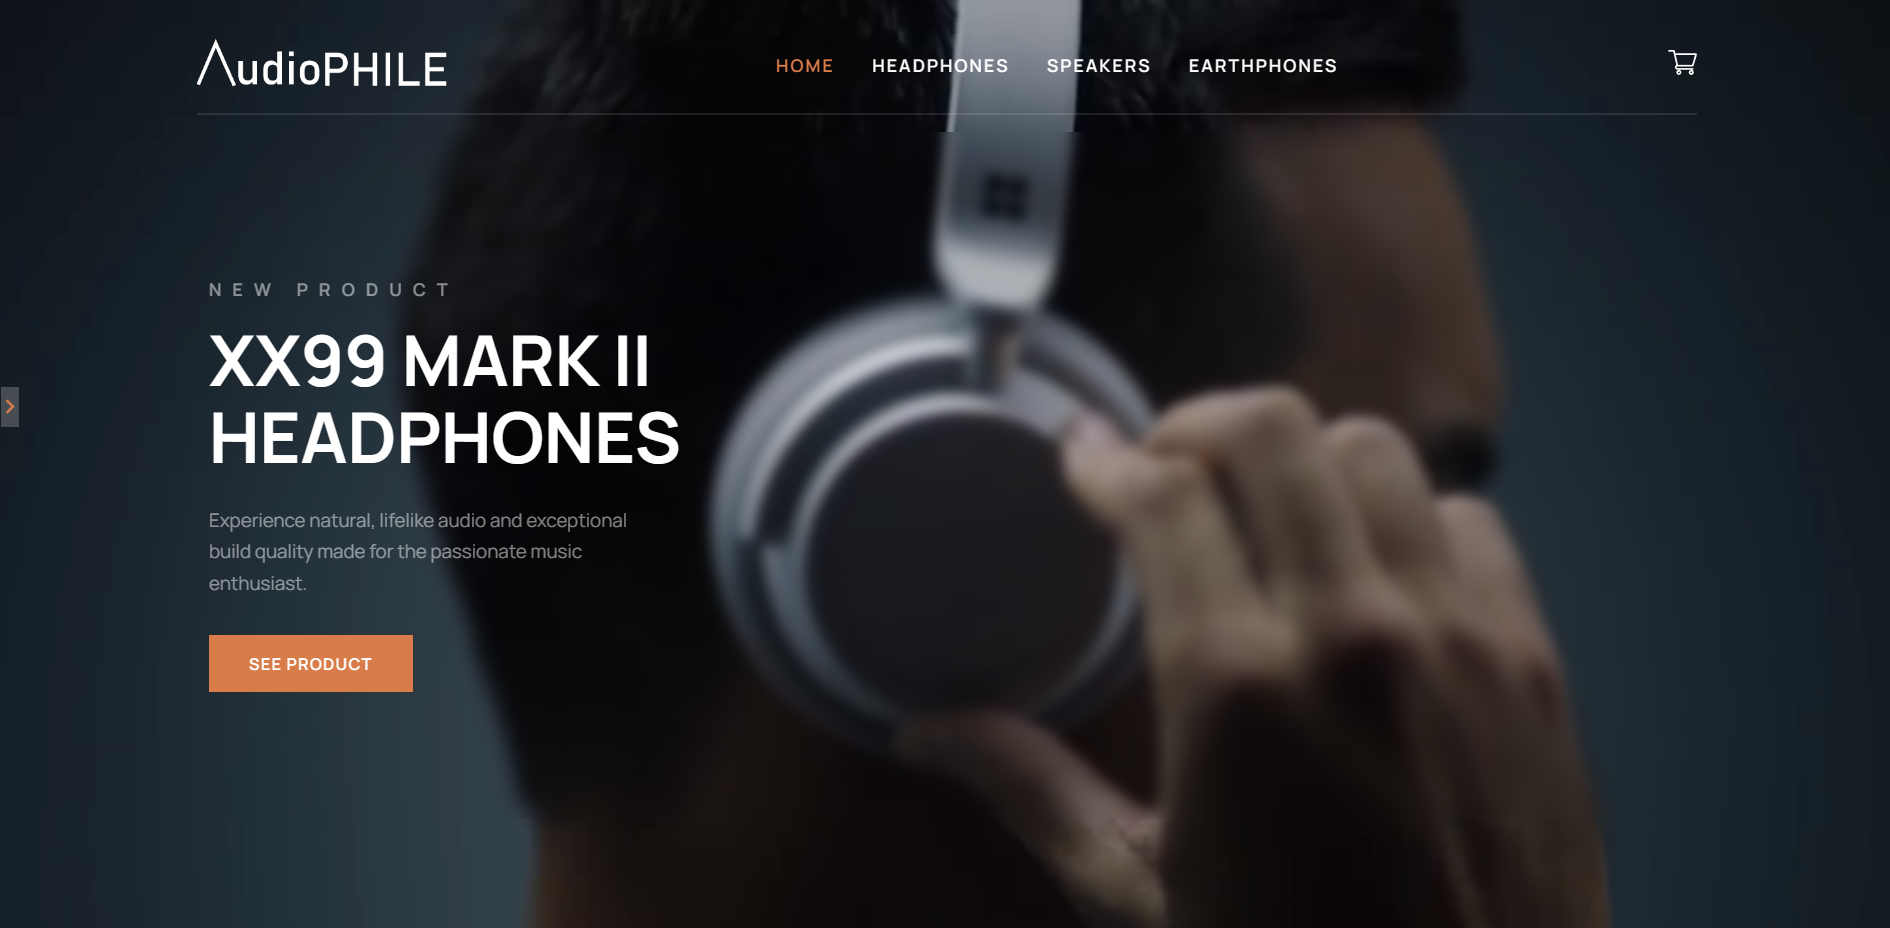 AudioPHILE
HOME HEADPHONES SPEAKERS EARTHPHONES
NEW PRODUCT
XX99 MARK II
HEADPHONES
Experience natural, lifelike audio and exceptional
build quality made for the passionate music
enthusiast.
SEE PRODUCT